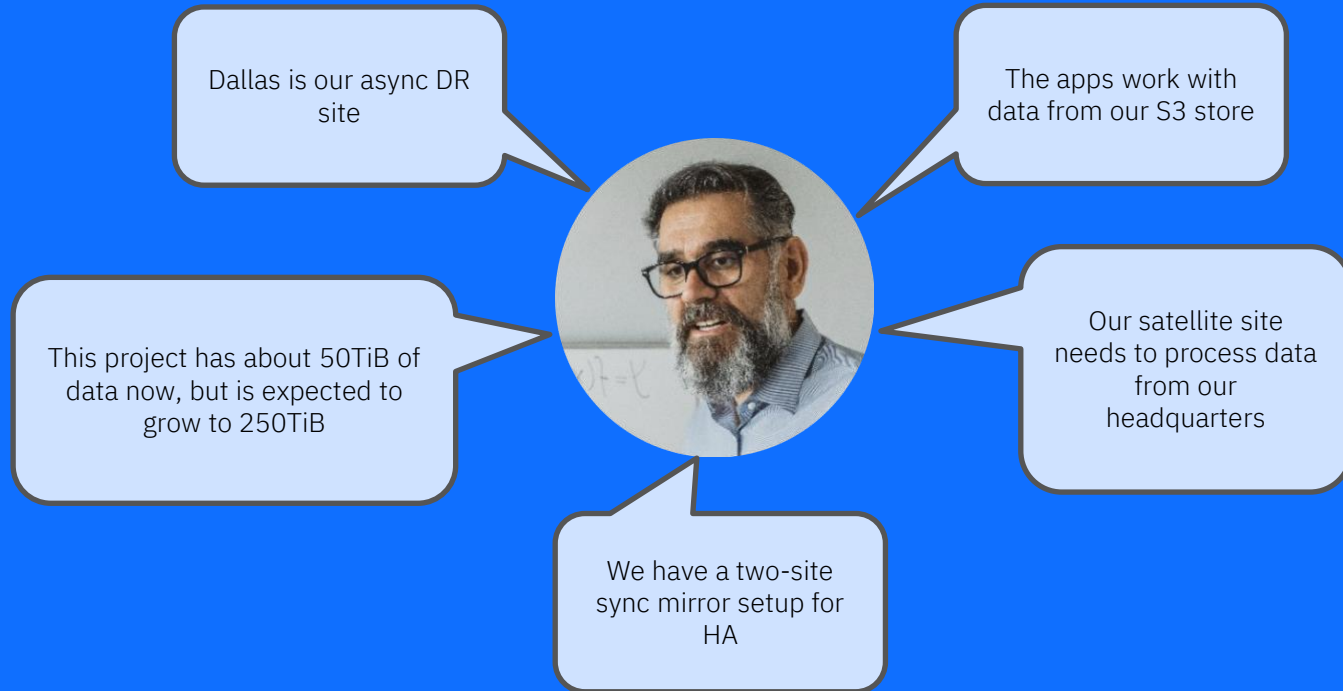 Dallas is our async DR
site
The apps work with
data from our S3 store
This project has about 50TiB of
data now, but is expected to
grow to 250TiB
Our satellite site
needs to process data
from our
headquarters
We have a two-site
sync mirror setup for
HA